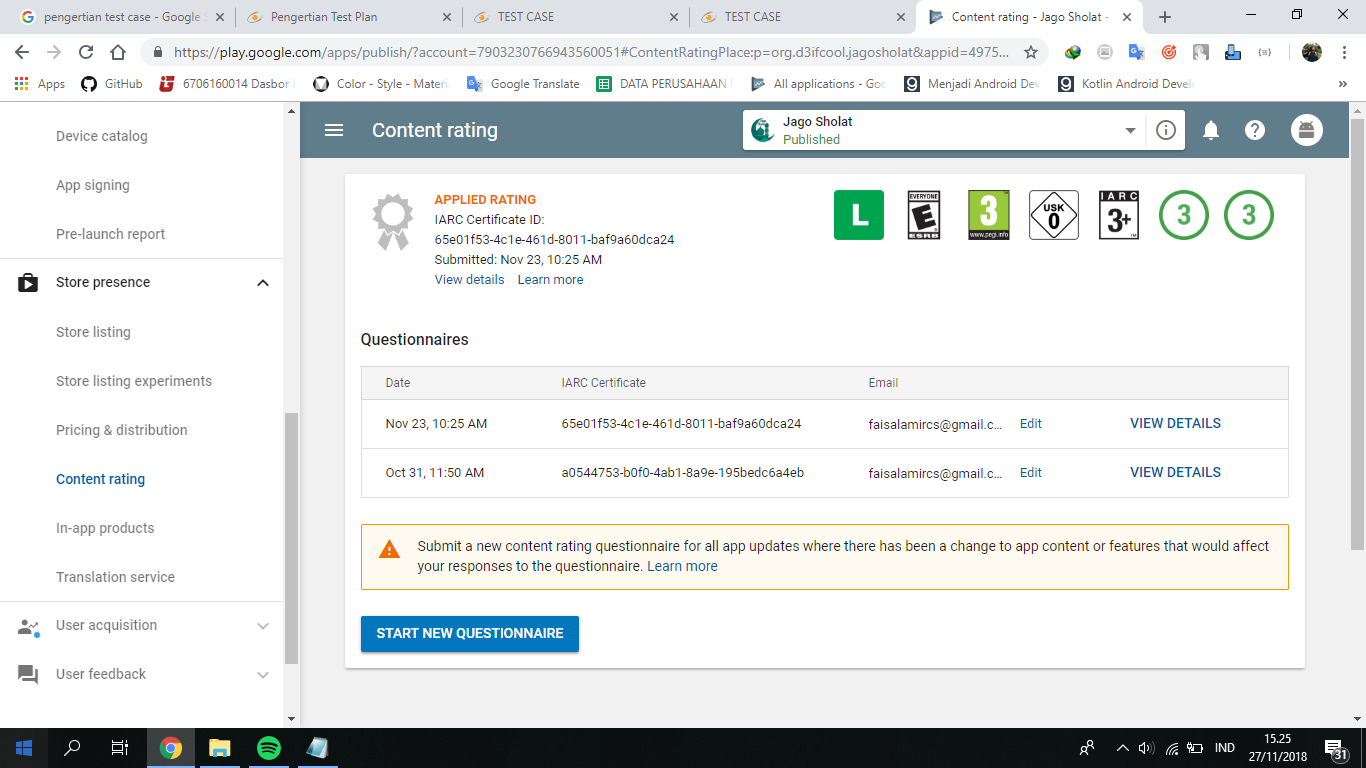 pengertian test case - Google S
Pengertian Test Plan
TEST CASE
TEST CASE
Content rating - Jago Sholat -
https://play.google.com/apps/publish/?account=7903230766943560051#ContentRatingPlace:p=org.d3ifcool.jagosholat&appid=4975...
Apps
GitHub
6706160014 Dasbor
Color - Style - Materi
Google Translate
DATA PERUSAHAAN
All applications - Goo
Menjadi Android Dev
Kotlin Android Devel
»
Device catalog
App signing
Pre-launch report
Store presence
Store listing
Store listing experiments
Pricing & distribution
Content rating
In-app products
Translation service
User acquisition
User feedback
Content rating
Jago Sholat
Published
APPLIED RATING
IARC Certificate ID:
65e01f53-4c1e-461d-8011-baf9a60dca24
Submitted: Nov 23, 10:25 AM
View details Learn more
L
EVERYONE
E
ESRB
3
www.pegi.info
USK
0
IARC
3+
3
3
Questionnaires
Date IARC Certificate Email
Nov 23, 10:25 AM 65e01f53-4c1e-461d-8011-baf9a60dca24 faisalamircs@gmail.c... Edit VIEW DETAILS
Oct 31, 11:50 AM a0544753-b0f0-4ab1-8a9e-195bedc6a4eb faisalamircs@gmail.c... Edit VIEW DETAILS
Submit a new content rating questionnaire for all app updates where there has been a change to app content or features that would affect
your responses to the questionnaire. Learn more
START NEW QUESTIONNAIRE
IND
15.25
27/11/2018
31